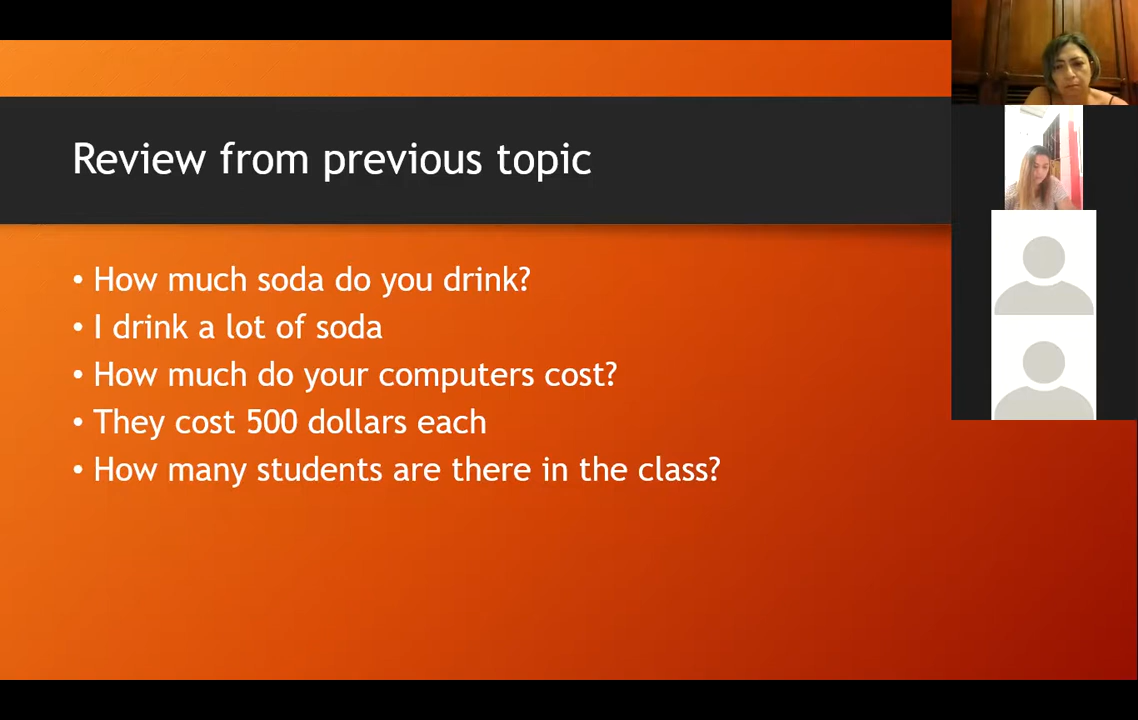 Review from previous topic
• How much soda do you drink?
• I drink a lot of soda
• How much do your computers cost?
• They cost 500 dollars each
• How many students are there in the class?